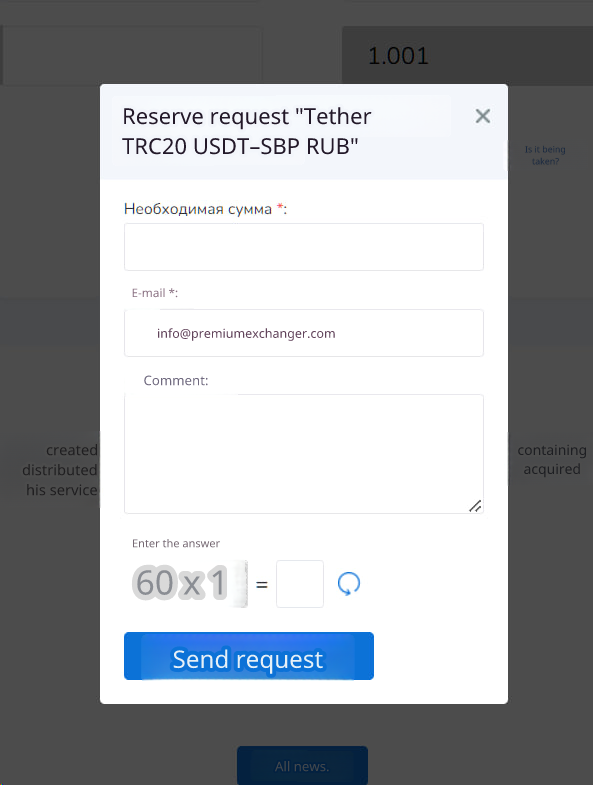 1.001
Reserve request "Tether
TRC20 USDT–SBP RUB"
Is it being
taken?
Необходимая сумма *:
E-mail *:
info@premiumexchanger.com
Comment:
created
distributed
his service
containing
acquired
Enter the answer
60 x 1 =
Send request
All news.